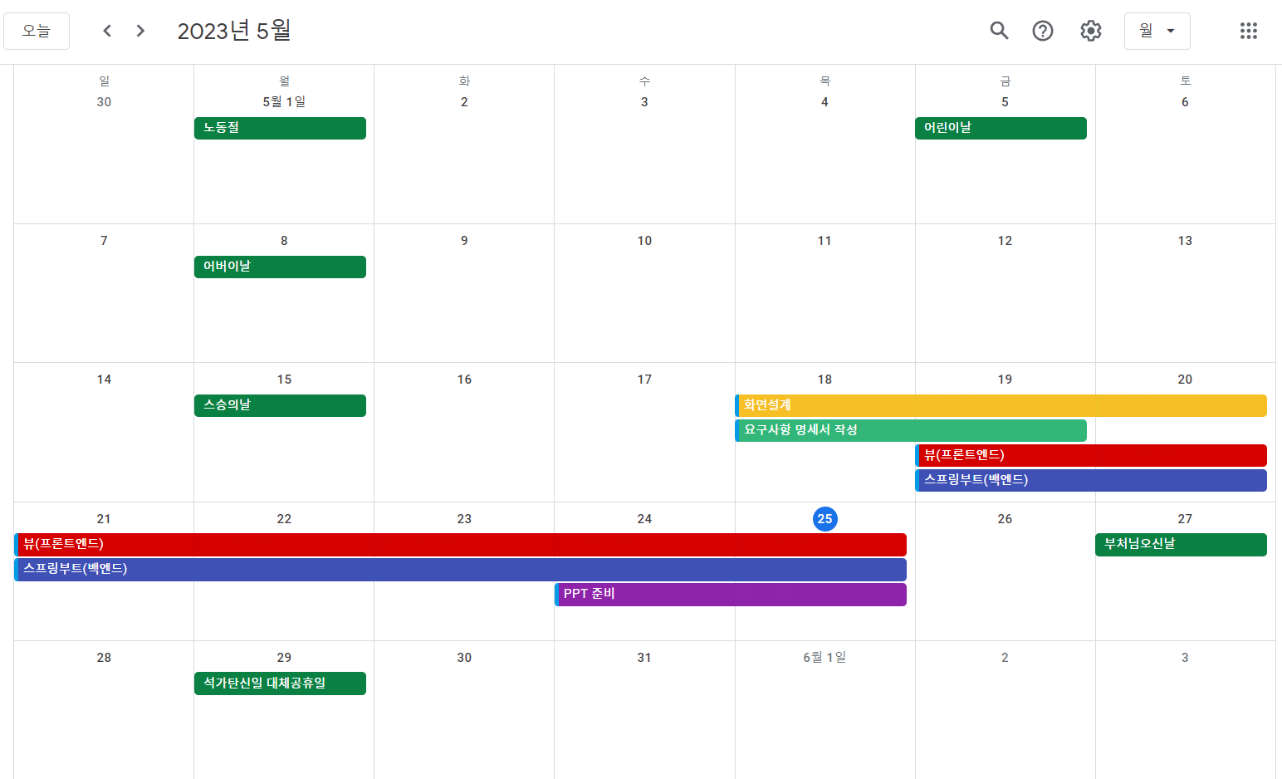 오늘 2023년 5월 월
일 월 화 수 목 금 토
30 5월 1일 2 3 4 5 6
노동절 어린이날
7 8 9 10 11 12 13
어버이날
14 15 16 17 18 19 20
스승의날 화면설계
요구사항 명세서 작성
뷰(프론트엔드)
스프링부트(백엔드)
21 22 23 24 25 26 27
뷰(프론트엔드) 부처님오신날
스프링부트(백엔드)
PPT 준비
28 29 30 31 6월 1일 2 3
석가탄신일 대체공휴일